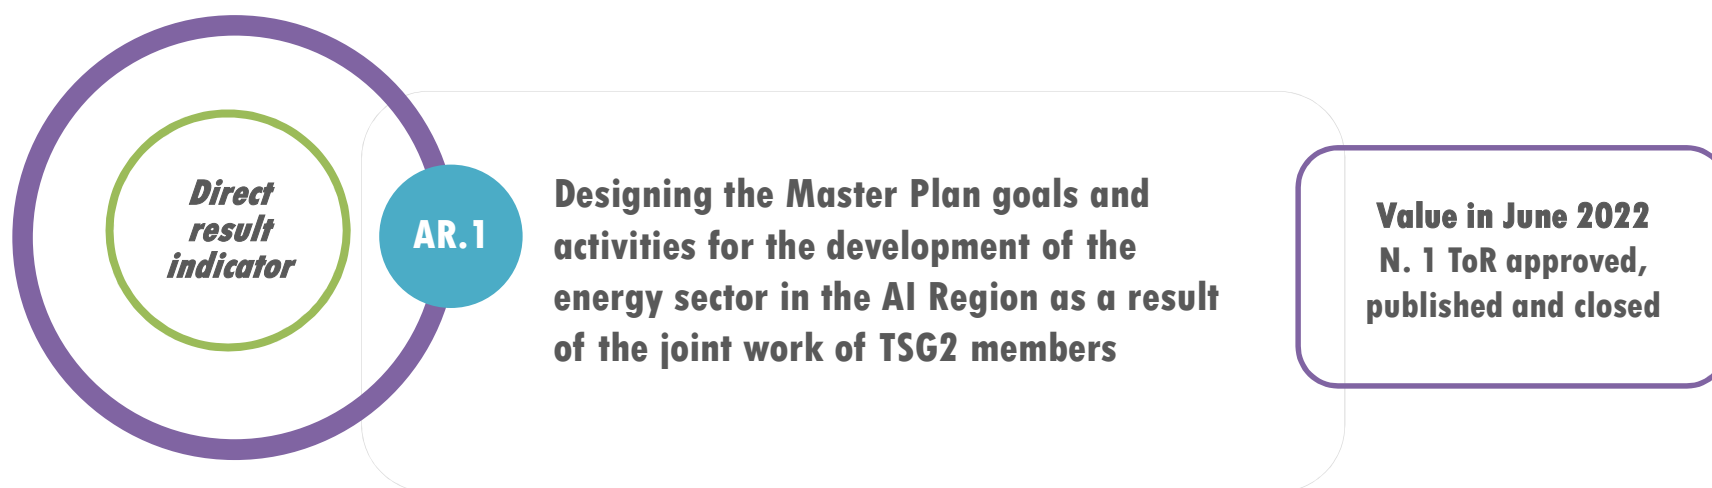 Direct
result
indicator
AR.1
Designing the Master Plan goals and
activities for the development of the
energy sector in the AI Region as a result
of the joint work of TSG2 members
Value in June 2022
N. 1 ToR approved,
published and closed